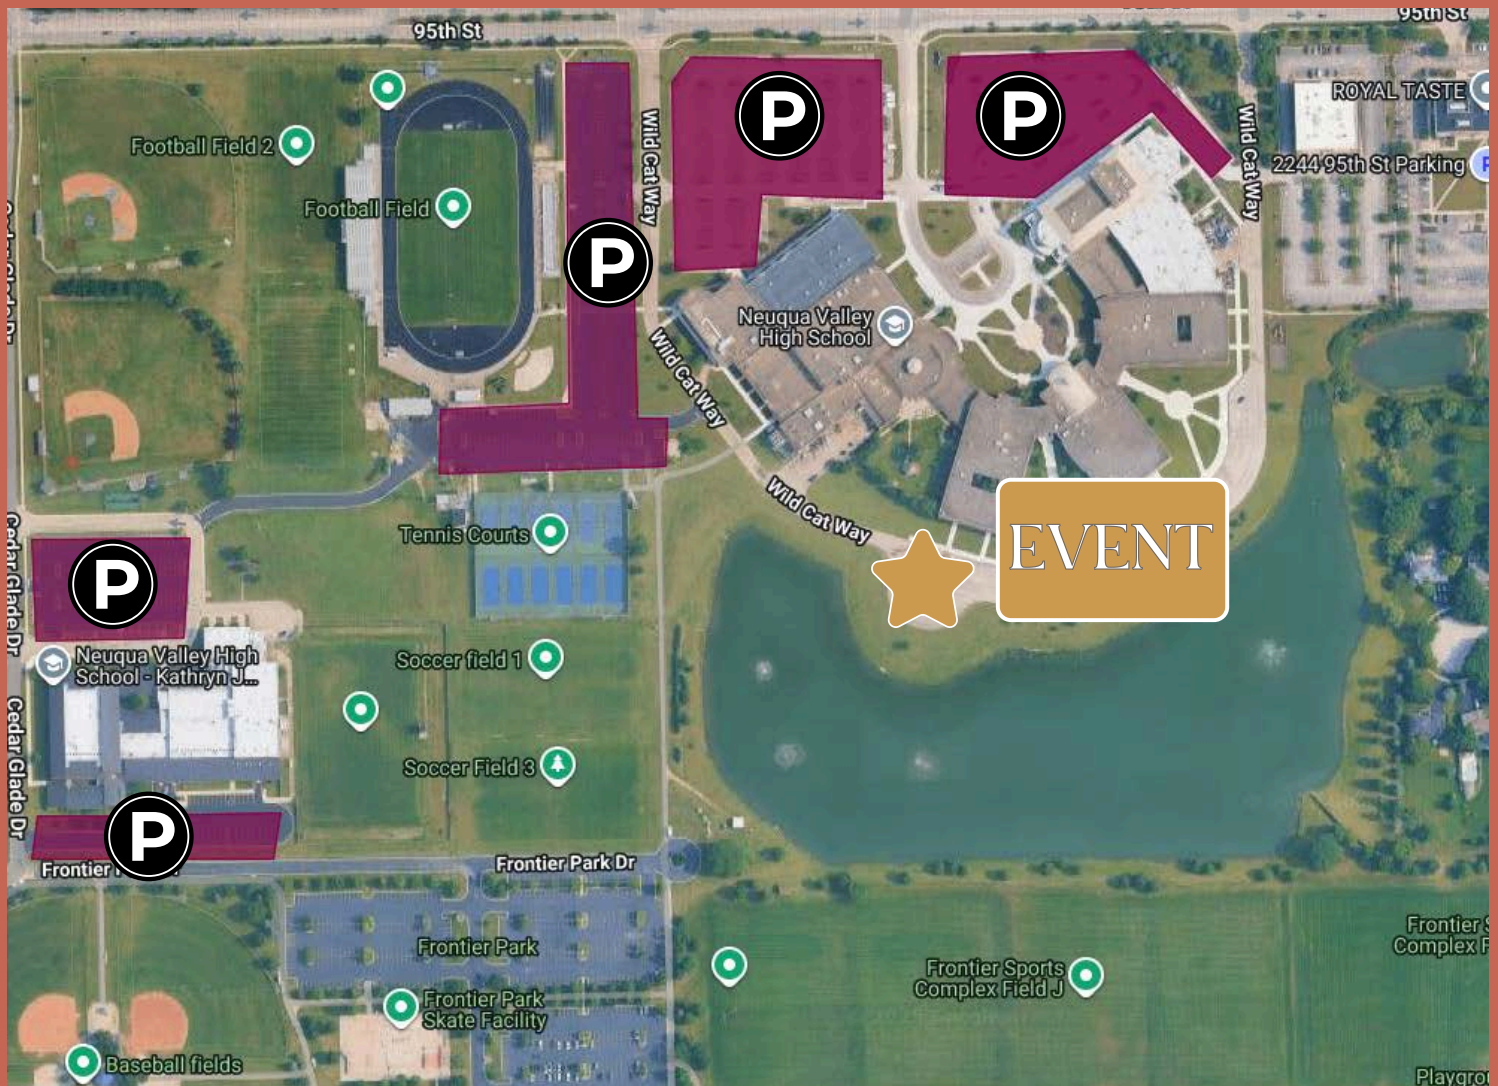 95th St
95th St
Football Field 2
Football Field
Wild Cat Way
P
P
P
Wild Cat Way
ROYAL TASTE
2244 95th St Parking
P
Neuqua Valley
High School
Wild Cat Way
Wild Cat Way
Tennis Courts
EVENT
Cedar Glade Dr
P
Neuqua Valley High
School - Kathryn J...
Soccer field 1
Cedar Glade Dr
Soccer Field 3
P
Frontier
Frontier Park Dr
Frontier Park
Frontier
Complex
Frontier Sports
Complex Field J
Frontier Park
Skate Facility
Baseball fields